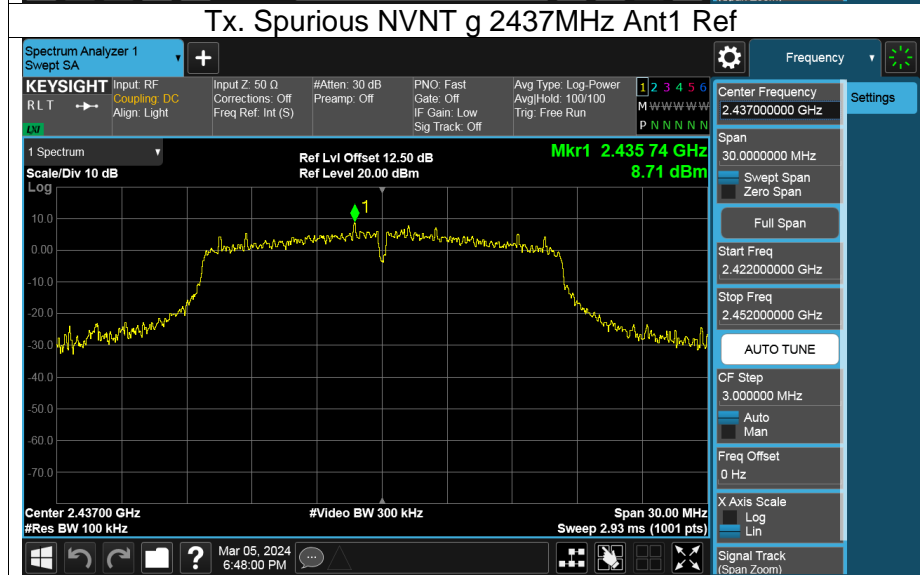 Tx. Spurious NVNT g 2437MHz Ant1 Ref
Spectrum Analyzer 1
Swept SA
Frequency
KEYSIGHT
RLT
LXI
Input: RF
Coupling: DC
Align: Light
Input Z: 50 Ω
Corrections: Off
Freq Ref: Int (S)
#Atten: 30 dB
Preamp: Off
PNO: Fast
Gate: Off
IF Gain: Low
Sig Track: Off
Avg Type: Log-Power
Avg|Hold: 100/100
Trig: Free Run
1 2 3 4 5 6
M W W W W W
P N N N N N
1 Spectrum
Scale/Div 10 dB
Log
Ref Lvl Offset 12.50 dB
Ref Level 20.00 dBm
Mkr1 2.435 74 GHz
8.71 dBm
1
10.0
0.00
-10.0
-20.0
-30.0
-40.0
-50.0
-60.0
-70.0
Center 2.43700 GHz
#Res BW 100 kHz
#Video BW 300 kHz
Span 30.00 MHz
Sweep 2.93 ms (1001 pts)
Mar 05, 2024
6:48:00 PM
?
Center Frequency
2.437000000 GHz
Settings
Span
30.0000000 MHz
Swept Span
Zero Span
Full Span
Start Freq
2.422000000 GHz
Stop Freq
2.452000000 GHz
AUTO TUNE
CF Step
3.000000 MHz
Auto
Man
Freq Offset
0 Hz
X Axis Scale
Log
Lin
Signal Track
(Span Zoom)